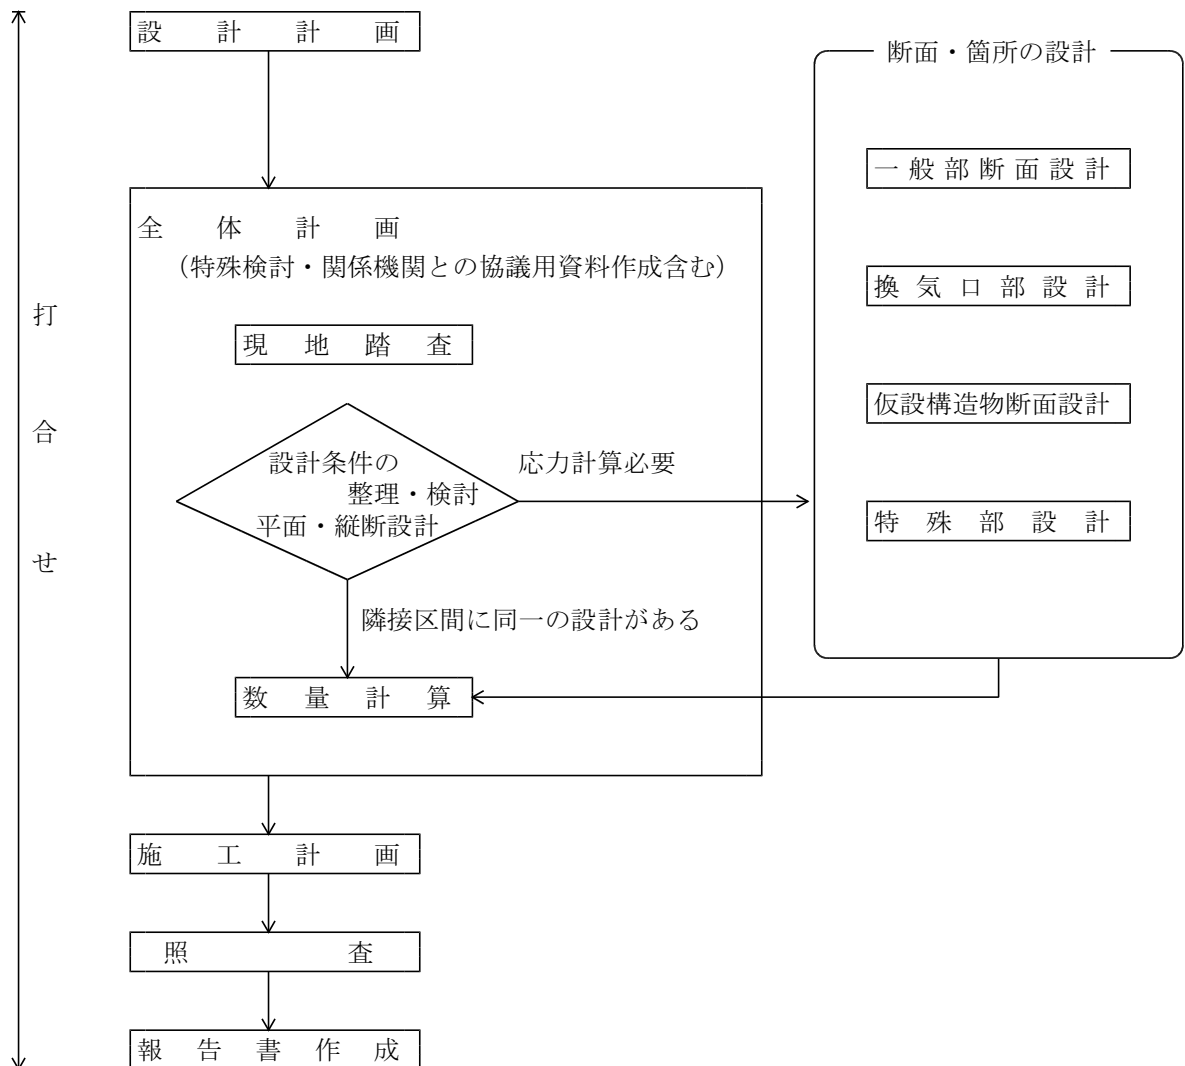 設計計画
断面・箇所の設計
一般部断面設計
全体計画
（特殊検討・関係機関との協議用資料作成含む）
換気口部設計
打合せ
現地踏査
仮設構造物断面設計
設計条件の
整理・検討
平面・縦断設計
応力計算必要
特殊部設計
隣接区間に同一の設計がある
数量計算
施工計画
照査
報告書作成